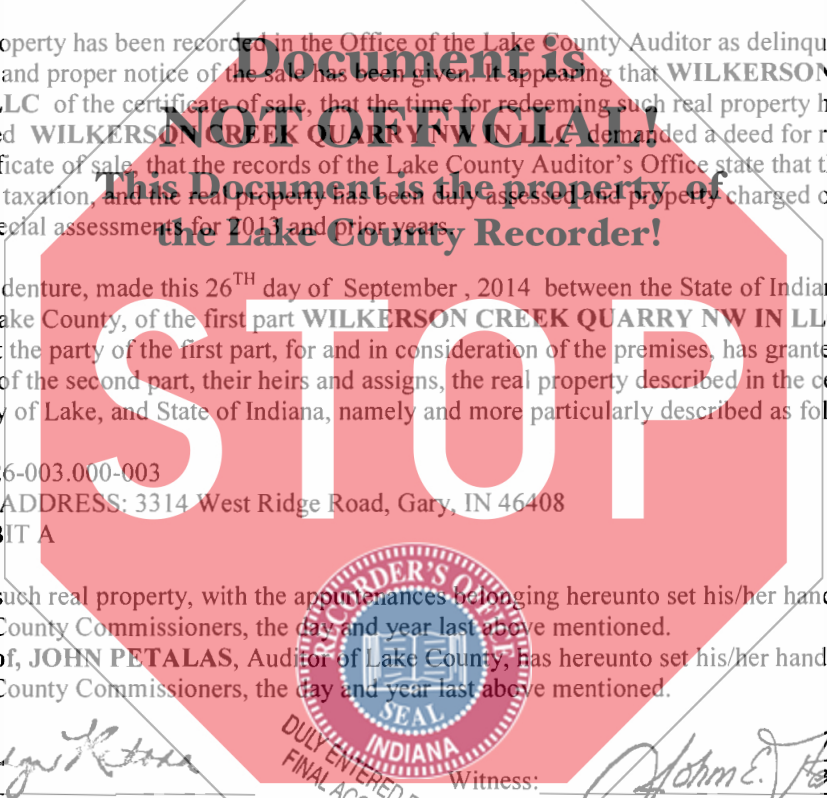 operty has been recorded in the Office of the Lake County Auditor as delinqu
Document is
and proper notice of the sale has been given. It appearing that WILKERSON
LLC of the certificate of sale, that the time for redeeming such real property h
NOT OFFICIAL!
ed WILKERSON CREEK QUARRY NW IN LLC demanded a deed for r
ficate of sale, that the records of the Lake County Auditor's Office state that t
This Document is the property of
taxation, and the real property has been duly assessed and property charged o
ecial assessments for 2013 and prior years.
the Lake County Recorder!
denture, made this 26TH day of September , 2014 between the State of Indian
ake County, of the first part WILKERSON CREEK QUARRY NW IN LL
t the party of the first part, for and in consideration of the premises, has grante
of the second part, their heirs and assigns, the real property described in the ce
y of Lake, and State of Indiana, namely and more particularly described as fol
STOP
6-003.000-003
ADDRESS: 3314 West Ridge Road, Gary, IN 46408
BIT A
such real property, with the appurtenances belonging hereunto set his/her hand
County Commissioners, the day and year last above mentioned.
of, JOHN PETALAS, Auditor of Lake County, has hereunto set his/her hand
County Commissioners, the day and year last above mentioned.
RECORDER'S OFFICE
SEAL
INDIANA
DULY ENTERED
FINAL ACC
Witness:
John E.